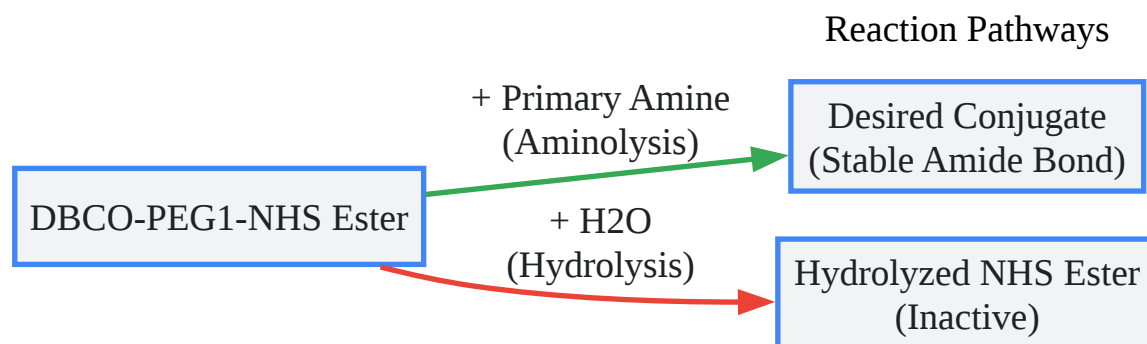 Reaction Pathways
+ Primary Amine
(Aminolysis)
Desired Conjugate
(Stable Amide Bond)
DBCO-PEG1-NHS Ester
+ H2O
(Hydrolysis)
Hydrolyzed NHS Ester
(Inactive)